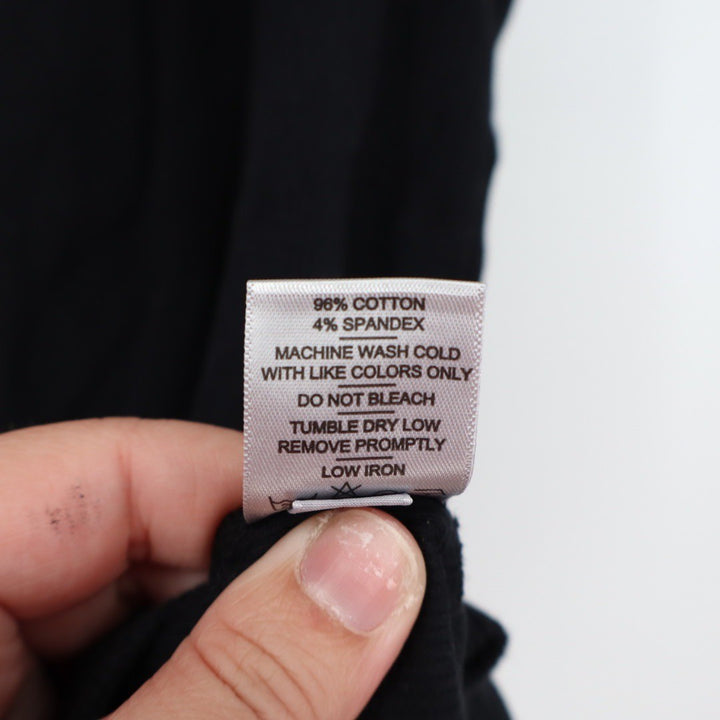 96% COTTON
4% SPANDEX
MACHINE WASH COLD
WITH LIKE COLORS ONLY
DO NOT BLEACH
TUMBLE DRY LOW
REMOVE PROMPTLY
LOW IRON